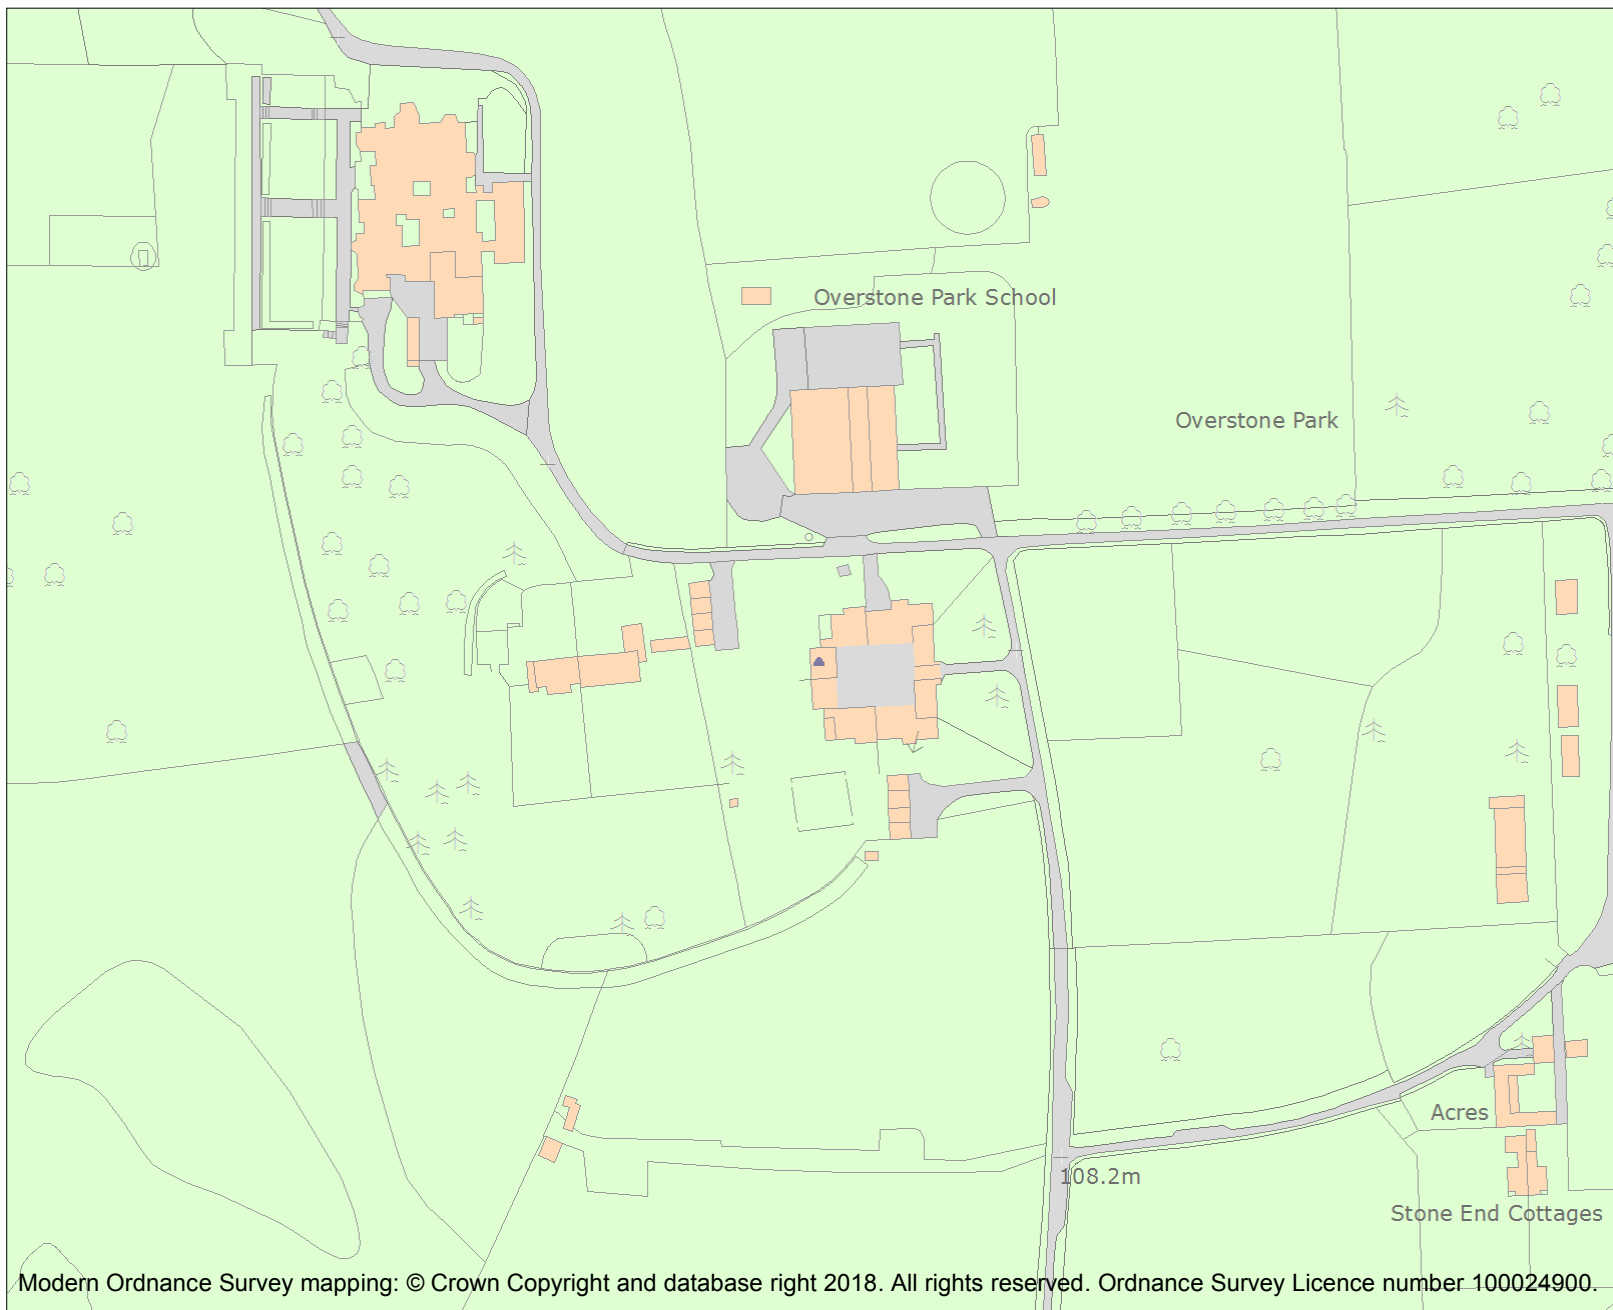 Overstone Park School
Overstone Park
Acres
108.2m
Stone End Cottages
Modern Ordnance Survey mapping: © Crown Copyright and database right 2018. All rights reserved. Ordnance Survey Licence number 100024900.